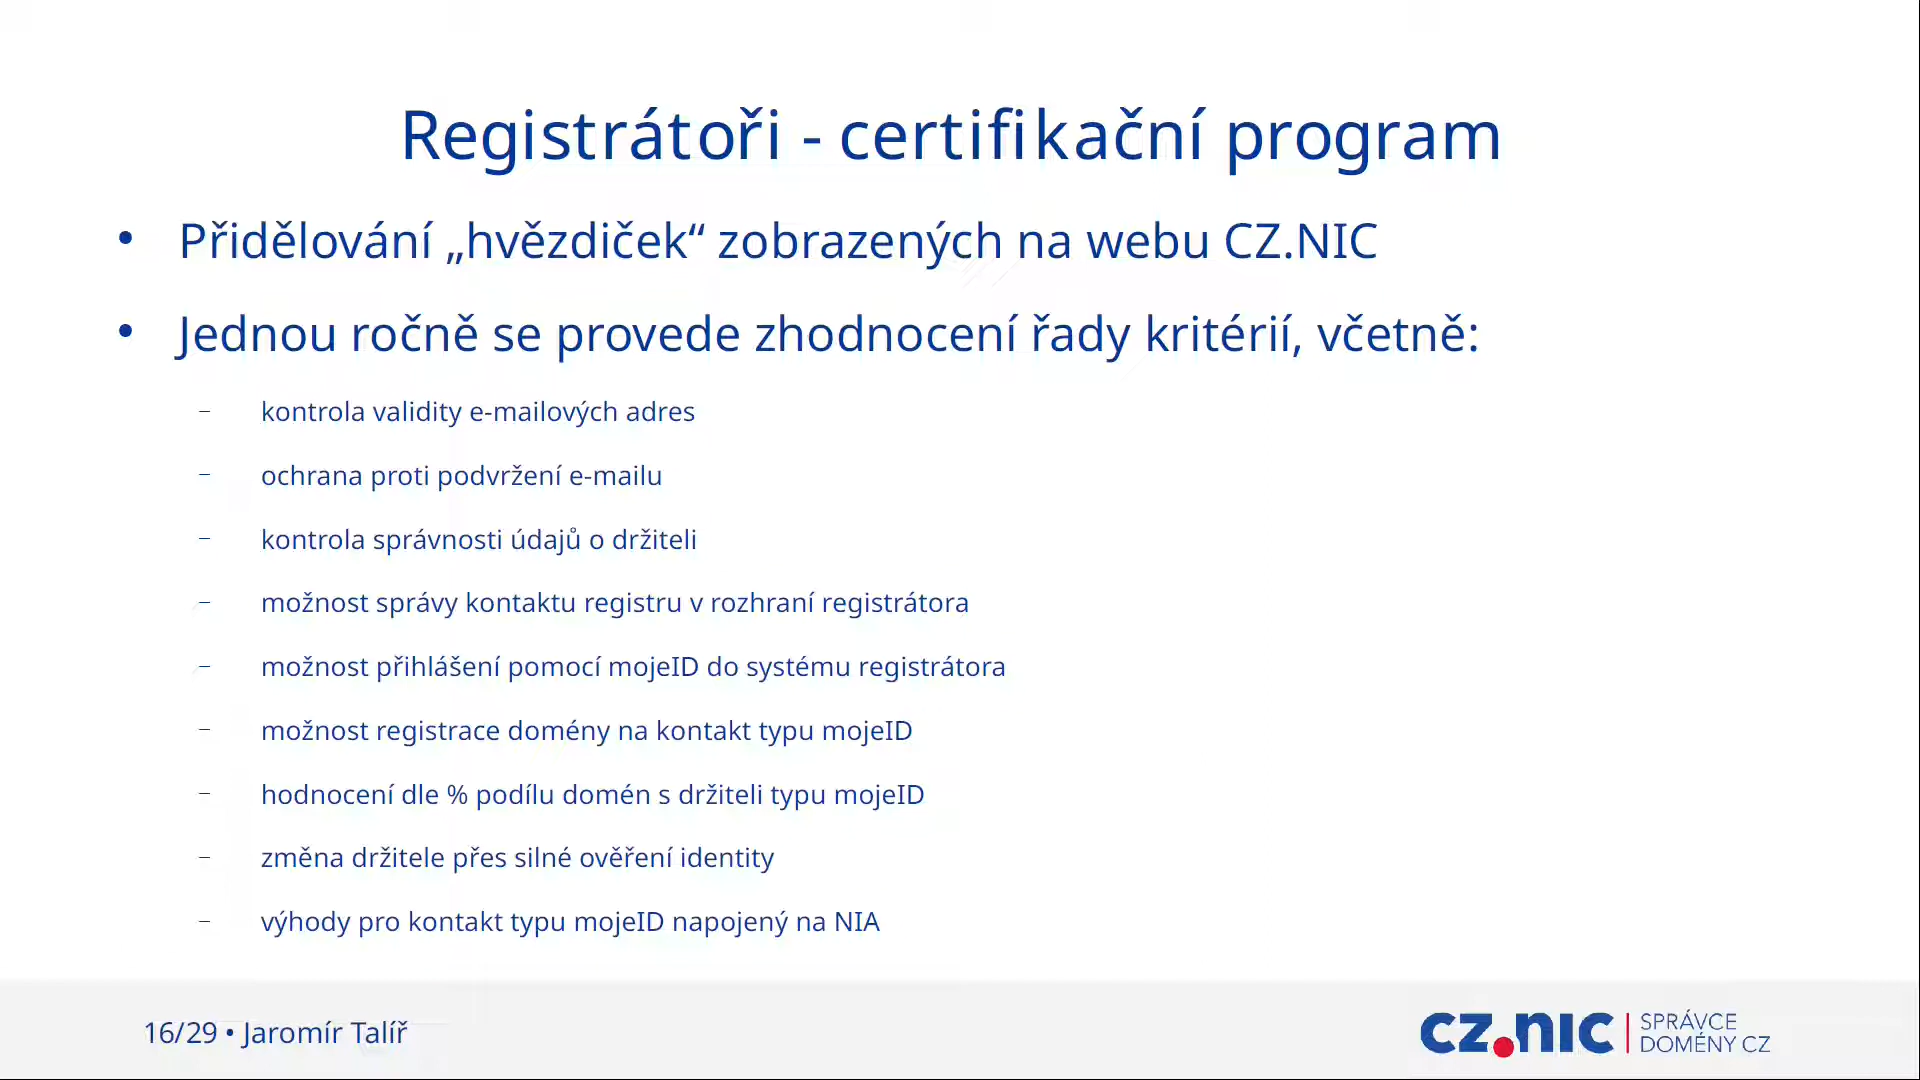 Registrátoři - certifikační program
• Přidělování „hvězdiček“ zobrazených na webu CZ.NIC
• Jednou ročně se provede zhodnocení řady kritérií, včetně:
– kontrola validity e-mailových adres
– ochrana proti podvržení e-mailu
– kontrola správnosti údajů o držiteli
– možnost správy kontaktu registru v rozhraní registrátora
– možnost přihlášení pomocí mojeID do systému registrátora
– možnost registrace domény na kontakt typu mojeID
– hodnocení dle % podílu domén s držiteli typu mojeID
– změna držitele přes silné ověření identity
– výhody pro kontakt typu mojeID napojený na NIA
16/29 • Jaromír Talíř
CZ.NIC
SPRÁVCE
DOMÉNY CZ